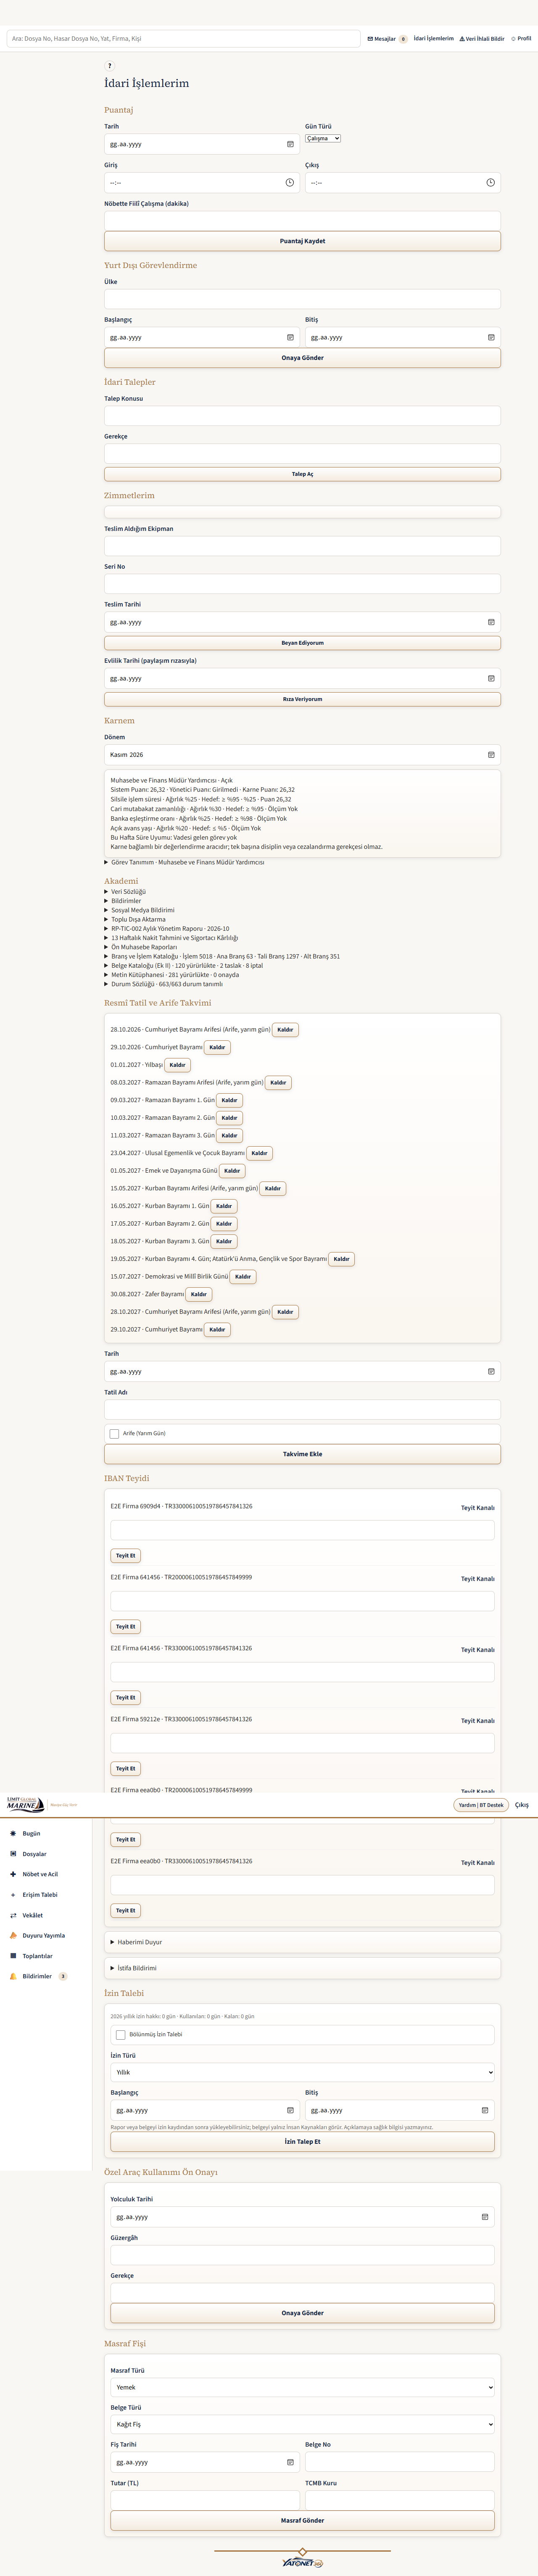 Ara: Dosya No, Hasar Dosya No, Yat, Firma, Kişi
Mesajlar 0
İdari İşlemlerim
Veri İhlali Bildir
Profil
?
İdari İşlemlerim
Puantaj
Tarih
Gün Türü
gg.aa.yyyy
Çalışma
Giriş
Çıkış
--:--
--:--
Nöbette Fiilî Çalışma (dakika)
Puantaj Kaydet
Yurt Dışı Görevlendirme
Ülke
Başlangıç
Bitiş
gg.aa.yyyy
gg.aa.yyyy
Onaya Gönder
İdari Talepler
Talep Konusu
Gerekçe
Talep Aç
Zimmetlerim
Teslim Aldığım Ekipman
Seri No
Teslim Tarihi
gg.aa.yyyy
Beyan Ediyorum
Evlilik Tarihi (paylaşım rızasıyla)
gg.aa.yyyy
Rıza Veriyorum
Karnem
Dönem
Kasım 2026
Muhasebe ve Finans Müdür Yardımcısı · Açık
Sistem Puanı: 26,32 · Yönetici Puanı: Girilmedi · Karne Puanı: 26,32
Silsile işlem süresi · Ağırlık %25 · Hedef: ≥ %95 · %25 · Puan 26,32
Cari mutabakat zamanlılığı · Ağırlık %30 · Hedef: ≥ %95 · Ölçüm Yok
Banka eşleştirme oranı · Ağırlık %25 · Hedef: ≥ %98 · Ölçüm Yok
Açık avans yaşı · Ağırlık %20 · Hedef: ≤ %5 · Ölçüm Yok
Bu Hafta Süre Uyumu: Vadesi gelen görev yok
Karne bağlamlı bir değerlendirme aracıdır; tek başına disiplin veya cezalandırma gerekçesi olmaz.
Görev Tanımım · Muhasebe ve Finans Müdür Yardımcısı
Akademi
Veri Sözlüğü
Bildirimler
Sosyal Medya Bildirimi
Toplu Dışa Aktarma
RP-TIC-002 Aylık Yönetim Raporu · 2026-10
13 Haftalık Nakit Tahmini ve Sigortacı Kârlılığı
Ön Muhasebe Raporları
Branş ve İşlem Kataloğu · İşlem 5018 · Ana Branş 63 · Tali Branş 1297 · Alt Branş 351
Belge Kataloğu (Ek II) · 120 yürürlükte · 2 taslak · 8 iptal
Metin Kütüphanesi · 281 yürürlükte · 0 onayda
Durum Sözlüğü · 663/663 durum tanımlı
Resmî Tatil ve Arife Takvimi
28.10.2026 · Cumhuriyet Bayramı Arifesi (Arife, yarım gün) Kaldır
29.10.2026 · Cumhuriyet Bayramı Kaldır
01.01.2027 · Yılbaşı Kaldır
08.03.2027 · Ramazan Bayramı Arifesi (Arife, yarım gün) Kaldır
09.03.2027 · Ramazan Bayramı 1. Gün Kaldır
10.03.2027 · Ramazan Bayramı 2. Gün Kaldır
11.03.2027 · Ramazan Bayramı 3. Gün Kaldır
23.04.2027 · Ulusal Egemenlik ve Çocuk Bayramı Kaldır
01.05.2027 · Emek ve Dayanışma Günü Kaldır
15.05.2027 · Kurban Bayramı Arifesi (Arife, yarım gün) Kaldır
16.05.2027 · Kurban Bayramı 1. Gün Kaldır
17.05.2027 · Kurban Bayramı 2. Gün Kaldır
18.05.2027 · Kurban Bayramı 3. Gün Kaldır
19.05.2027 · Kurban Bayramı 4. Gün; Atatürk'ü Anma, Gençlik ve Spor Bayramı Kaldır
15.07.2027 · Demokrasi ve Millî Birlik Günü Kaldır
30.08.2027 · Zafer Bayramı Kaldır
28.10.2027 · Cumhuriyet Bayramı Arifesi (Arife, yarım gün) Kaldır
29.10.2027 · Cumhuriyet Bayramı Kaldır
Tarih
gg.aa.yyyy
Tatil Adı
Arife (Yarım Gün)
Takvime Ekle
IBAN Teyidi
E2E Firma 6909d4 · TR330006100519786457841326
Teyit Kanalı
Teyit Et
E2E Firma 641456 · TR200006100519786457849999
Teyit Kanalı
Teyit Et
E2E Firma 641456 · TR330006100519786457841326
Teyit Kanalı
Teyit Et
E2E Firma 59212e · TR330006100519786457841326
Teyit Kanalı
Teyit Et
E2E Firma eea0b0 · TR200006100519786457849999
Teyit Kanalı
LIMIT GLOBAL
MARINE
Yardım | BT Destek
Çıkış
Teyit Et
E2E Firma eea0b0 · TR330006100519786457841326
Teyit Kanalı
Teyit Et
Bugün
Dosyalar
Nöbet ve Acil
Erişim Talebi
Vekâlet
Duyuru Yayımla
Toplantılar
Bildirimler 3
Haberimi Duyur
İstifa Bildirimi
İzin Talebi
2026 yıllık izin hakkı: 0 gün · Kullanılan: 0 gün · Kalan: 0 gün
Bölünmüş İzin Talebi
İzin Türü
Yıllık
Başlangıç
Bitiş
gg.aa.yyyy
gg.aa.yyyy
Rapor veya belgeyi izin kaydından sonra yükleyebilirsiniz; belgeyi yalnız İnsan Kaynakları görür. Açıklamaya sağlık bilgisi yazmayınız.
İzin Talep Et
Özel Araç Kullanımı Ön Onayı
Yolculuk Tarihi
gg.aa.yyyy
Güzergâh
Gerekçe
Onaya Gönder
Masraf Fişi
Masraf Türü
Yemek
Belge Türü
Kağıt Fiş
Fiş Tarihi
Belge No
gg.aa.yyyy
Tutar (TL)
TCMB Kuru
Masraf Gönder
YATONET